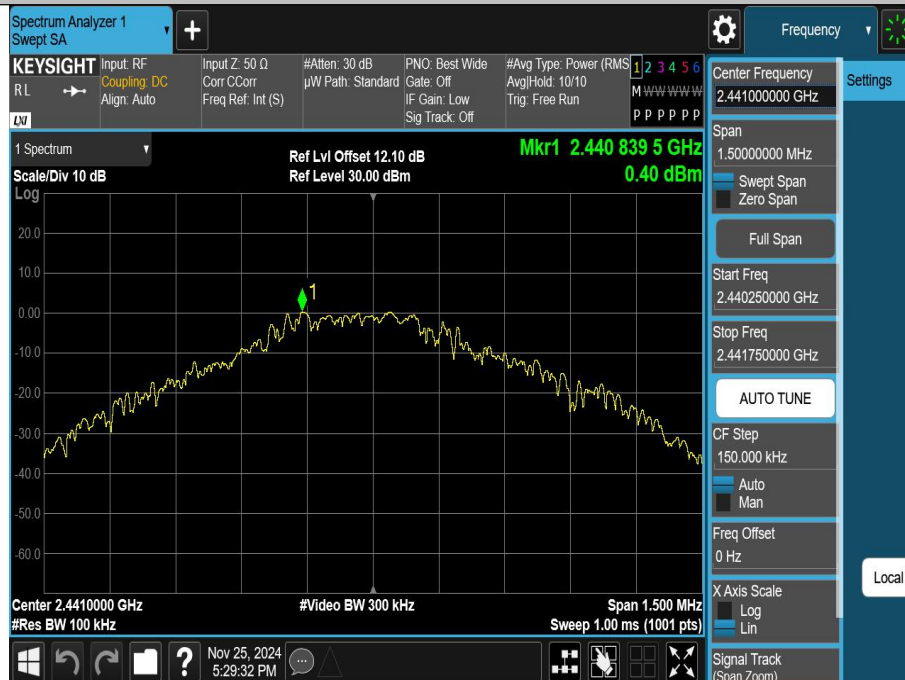 Spectrum Analyzer 1
Swept SA
+
Frequency
KEYSIGHT
RL
LXI
Input: RF
Coupling: DC
Align: Auto
Input Z: 50 Ω
Corr CCorr
Freq Ref: Int (S)
#Atten: 30 dB
µW Path: Standard
PNO: Best Wide
Gate: Off
IF Gain: Low
Sig Track: Off
#Avg Type: Power (RMS
Avg|Hold: 10/10
Trig: Free Run
1 2 3 4 5 6
M W W W W W
P P P P P P
1 Spectrum
Scale/Div 10 dB
Log
Ref Lvl Offset 12.10 dB
Ref Level 30.00 dBm
Mkr1 2.440 839 5 GHz
0.40 dBm
20.0
10.0
0.00
-10.0
-20.0
-30.0
-40.0
-50.0
-60.0
1
Center 2.4410000 GHz
#Res BW 100 kHz
#Video BW 300 kHz
Span 1.500 MHz
Sweep 1.00 ms (1001 pts)
Center Frequency
2.441000000 GHz
Settings
Span
1.50000000 MHz
Swept Span
Zero Span
Full Span
Start Freq
2.440250000 GHz
Stop Freq
2.441750000 GHz
AUTO TUNE
CF Step
150.000 kHz
Auto
Man
Freq Offset
0 Hz
Local
X Axis Scale
Log
Lin
Signal Track
(Span Zoom)
?
Nov 25, 2024
5:29:32 PM